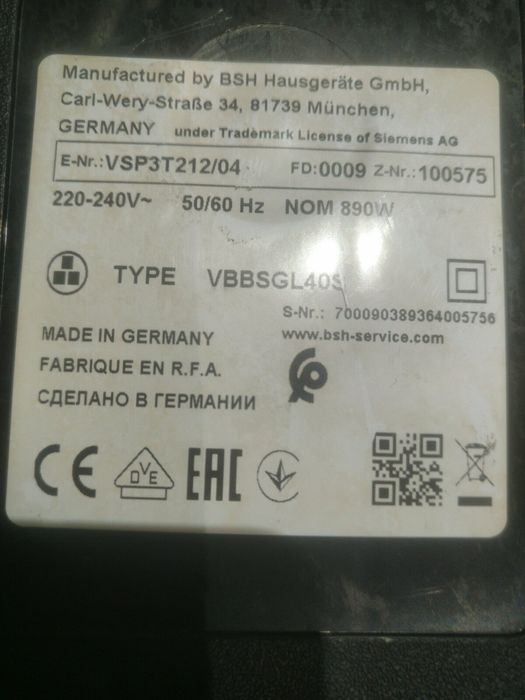 Manufactured by BSH Hausgeräte GmbH,
Carl-Wery-Straße 34, 81739 München,
GERMANY under Trademark License of Siemens AG
E-Nr.:VSP3T212/04 FD:0009 Z-Nr.:100575
220-240V~ 50/60 Hz NOM 890W
TYPE VBBSGL40S
S-Nr.: 700090389364005756
MADE IN GERMANY www.bsh-service.com
FABRIQUE EN R.F.A.
СДЕЛАНО В ГЕРМАНИИ
CE DVE EAC